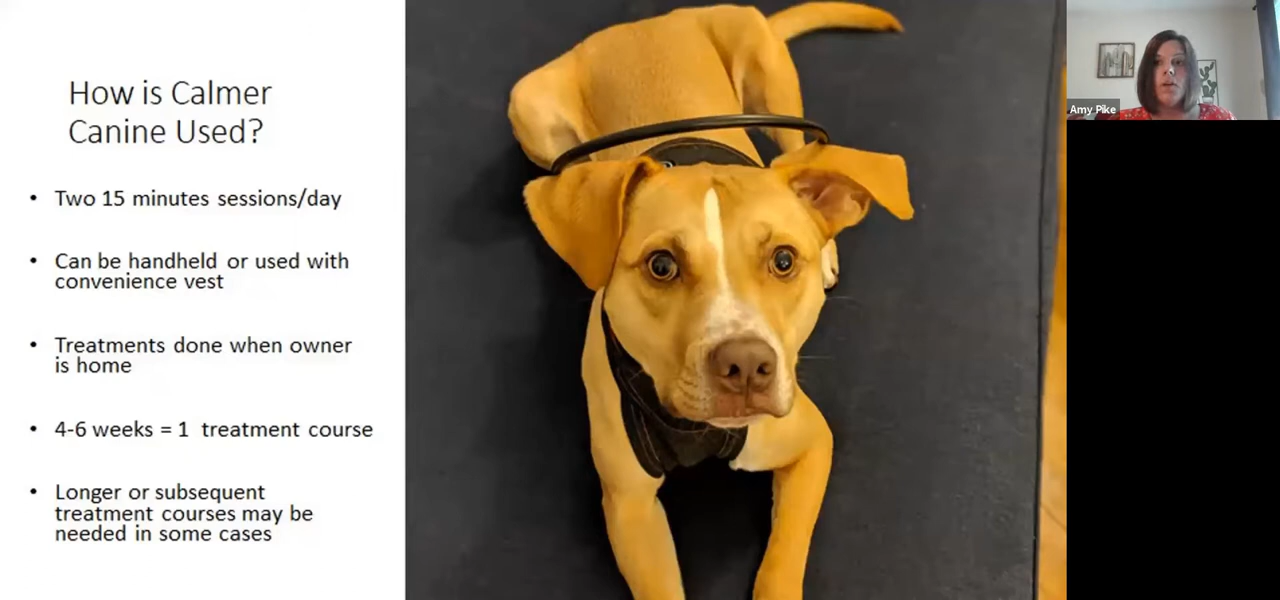 How is Calmer
Canine Used?
• Two 15 minutes sessions/day
• Can be handheld or used with
convenience vest
• Treatments done when owner
is home
• 4-6 weeks = 1 treatment course
• Longer or subsequent
treatment courses may be
needed in some cases
Amy Pike